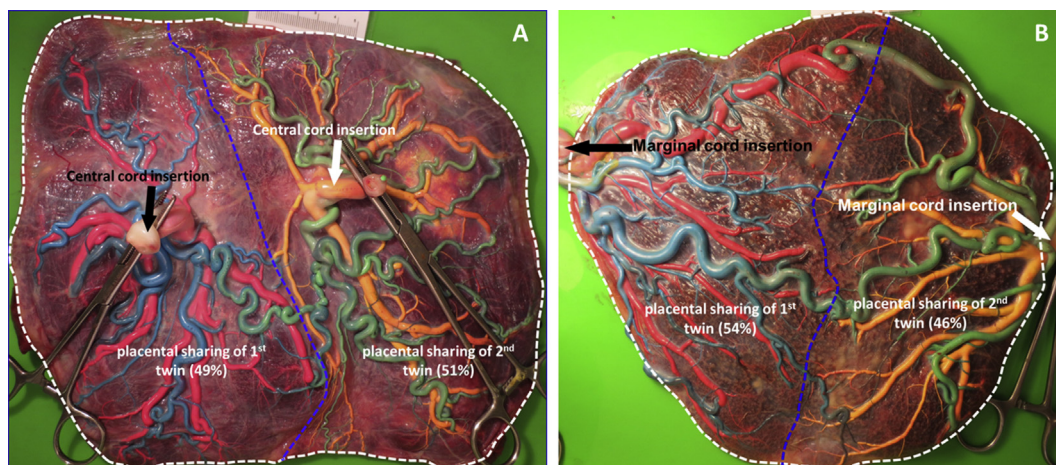 A
Central cord insertion
Central cord insertion
placental sharing of 1st
twin (49%)
placental sharing of 2nd
twin (51%)
B
Marginal cord insertion
Marginal cord insertion
placental sharing of 1st
twin (54%)
placental sharing of 2nd
twin (46%)